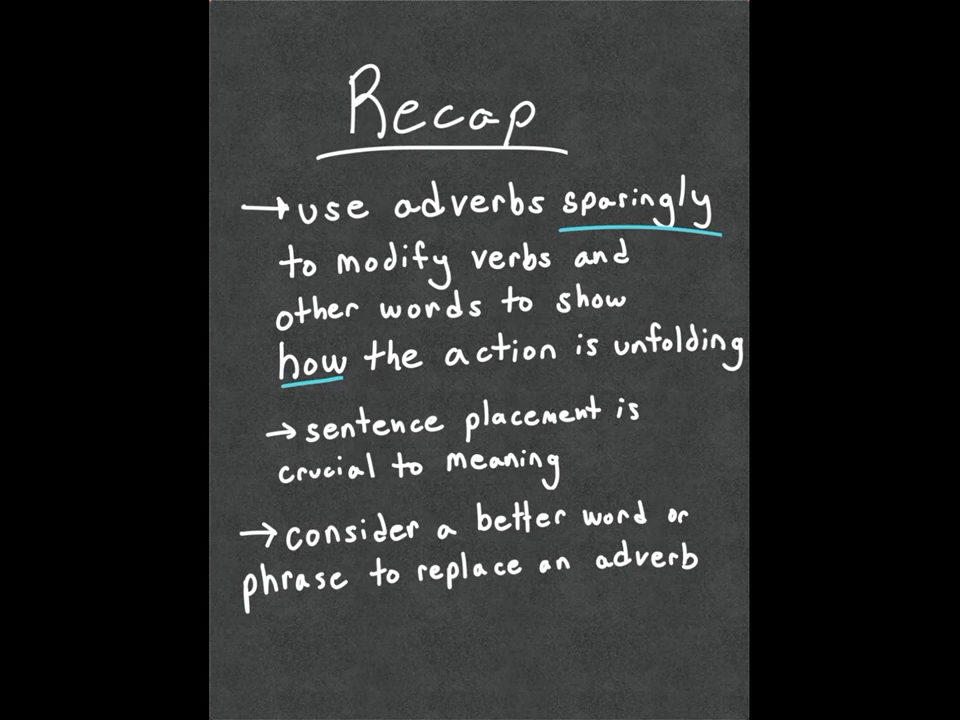 Recap
→use adverbs sparingly
to modify verbs and
other words to show
how the action is unfolding
→sentence placement is
crucial to meaning
→consider a better word or
phrase to replace an adverb